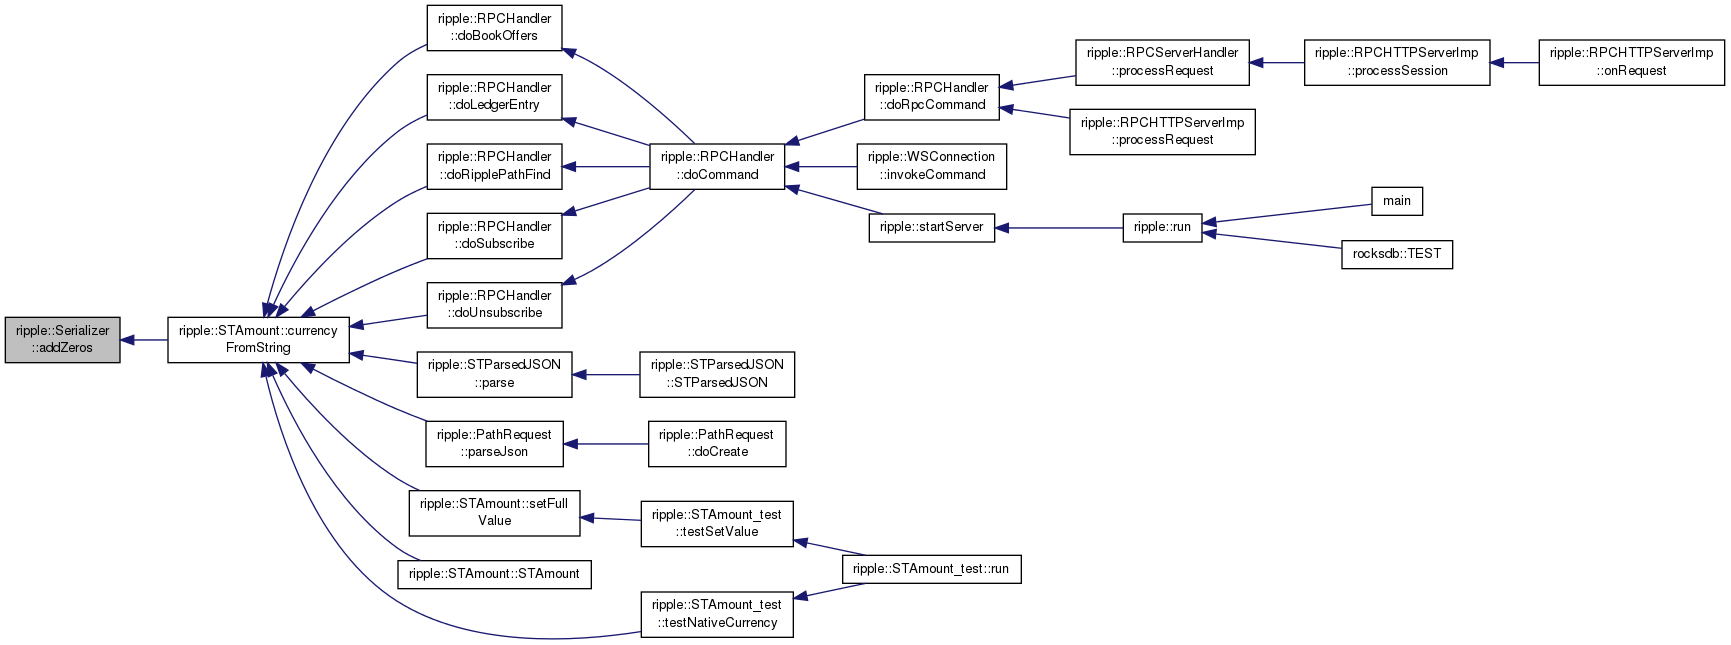 ripple::Serializer
::addZeros
ripple::STAmount::currency
FromString
ripple::RPCHandler
::doBookOffers
ripple::RPCHandler
::doLedgerEntry
ripple::RPCHandler
::doRipplePathFind
ripple::RPCHandler
::doSubscribe
ripple::RPCHandler
::doUnsubscribe
ripple::STParsedJSON
::parse
ripple::PathRequest
::parseJson
ripple::STAmount::setFull
Value
ripple::STAmount::STAmount
ripple::RPCHandler
::doCommand
ripple::STParsedJSON
::STParsedJSON
ripple::PathRequest
::doCreate
ripple::STAmount_test
::testSetValue
ripple::STAmount_test
::testNativeCurrency
ripple::RPCHandler
::doRpcCommand
ripple::WSConnection
::invokeCommand
ripple::startServer
ripple::STAmount_test::run
ripple::RPCServerHandler
::processRequest
ripple::RPCHTTPServerImp
::processRequest
ripple::run
ripple::RPCHTTPServerImp
::processSession
main
rocksdb::TEST
ripple::RPCHTTPServerImp
::onRequest